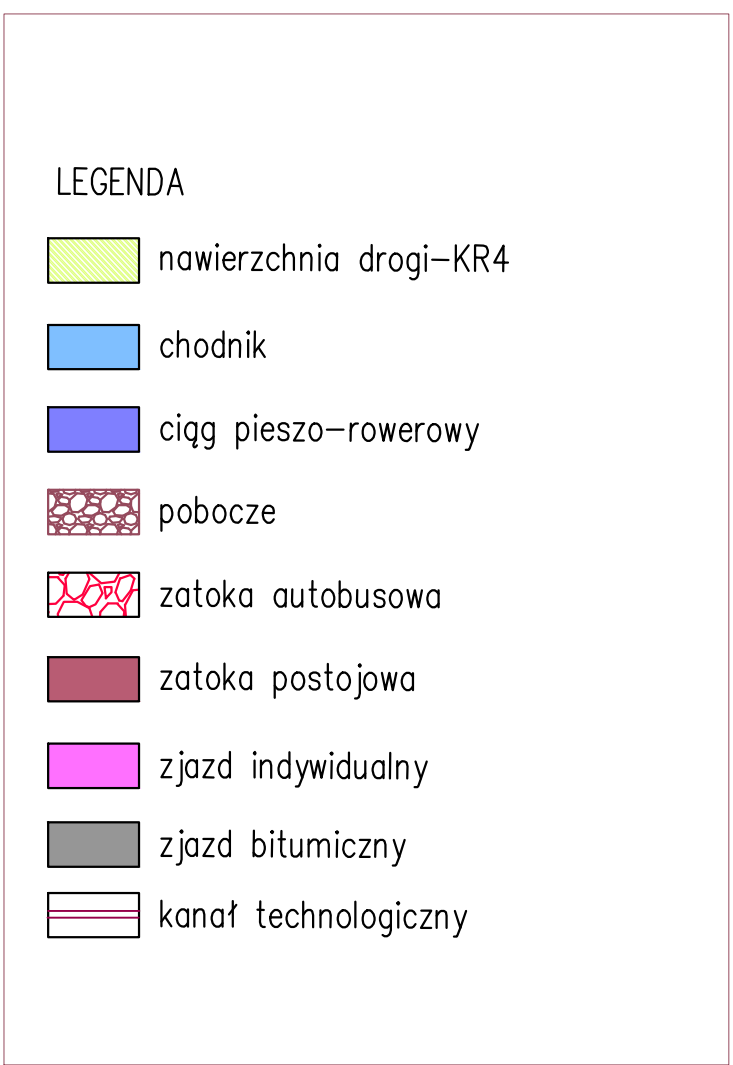 LEGENDA
nawierzchnia drogi-KR4
chodnik
ciąg pieszo-rowerowy
pobocze
zatoka autobusowa
zatoka postojowa
zjazd indywidualny
zjazd bitumiczny
kanał technologiczny